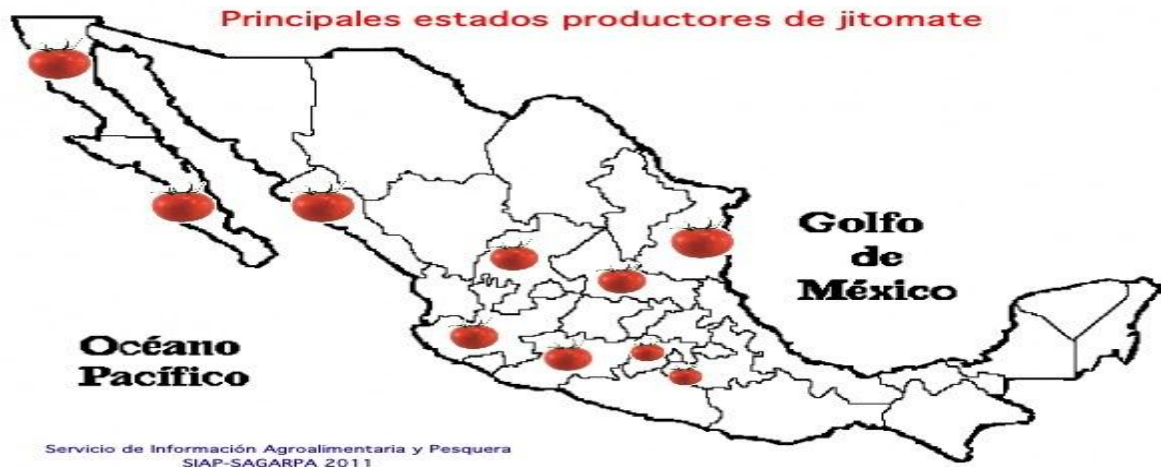 Principales estados productores de jitomate
Golfo
de
México
Océano
Pacífico
Servicio de Información Agroalimentaria y Pesquera
SIAP-SAGARPA 2011